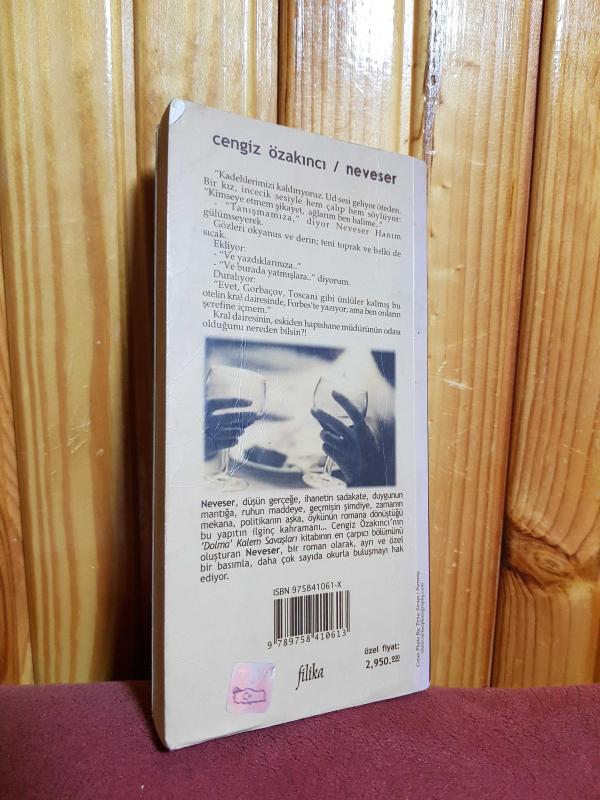 cengiz özakıncı / neveser
"Kadehlerimizi kaldırıyoruz. Ud sesi geliyor öteden.
Bir kız, incecik sesiyle hem çalıp hem söylüyor:
"Kimseye etmem şikayet, ağlarım ben halime."
- "Tanışmamıza," diyor Neveser Hanım
gülümseyerek.
Gözleri okyanus ve derin; teni toprak ve belki de
sıcak.
Ekliyor:
- "Ve yazdıklarınıza.."
- "Ve burada yatmışlara.." diyorum.
Duralıyor:
"Evet, Gorbaçov, Toscani gibi ünlüler kalmış bu
otelin kral dairesinde, Forbes'te yazıyor; ama ben onların
şerefine içmem."
Kral dairesinin, eskiden hapishane müdürünün odası
olduğunu nereden bilsin?!
Neveser, düşün gerçeğe, ihanetin sadakate, duygunun
mantığa, ruhun maddeye, geçmişin şimdiye, zamanın
mekana, politikanın aşka, öykünün romana dönüştüğü
bu yapıtın ilginç kahramanı... Cengiz Özakıncı'nın
'Dolma' Kalem Savaşları kitabının en çarpıcı bölümünü
oluşturan Neveser, bir roman olarak, ayrı ve özel
bir basımla, daha çok sayıda okurla buluşmayı hak
ediyor.
ISBN 975841061-X
9 789758 410613
özel fiyat:
2,950.000
filika